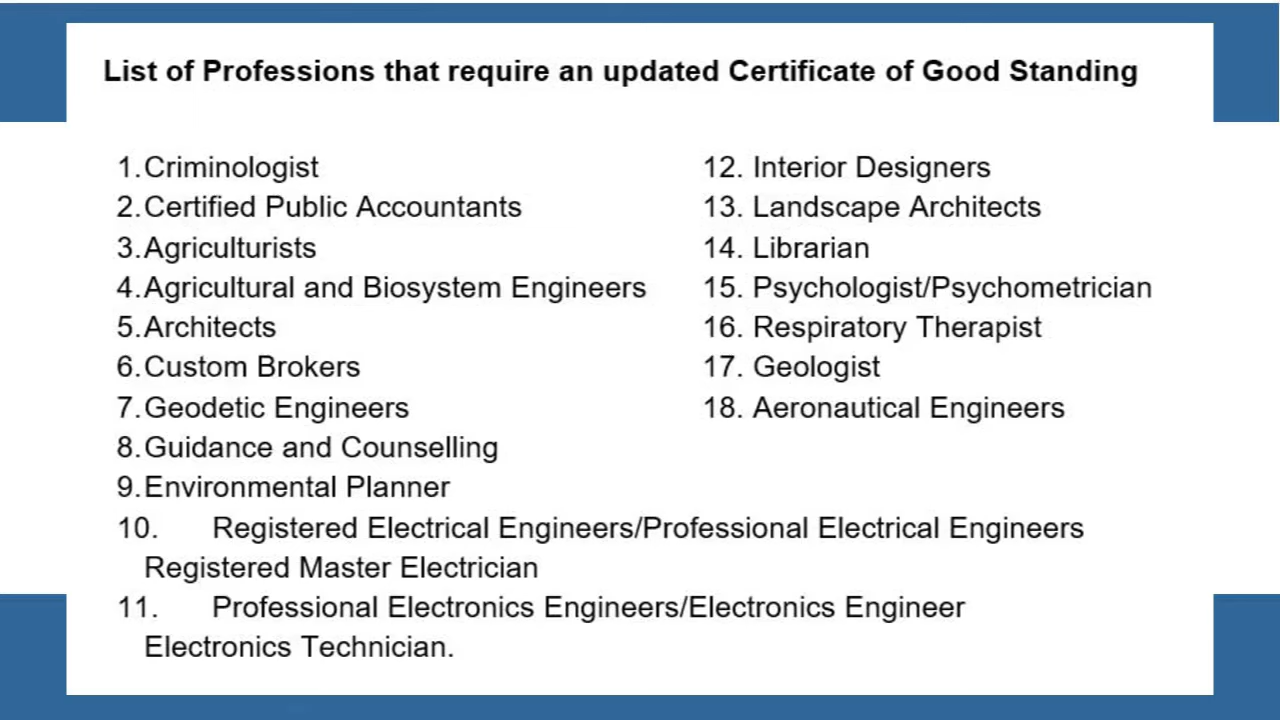 List of Professions that require an updated Certificate of Good Standing
1.Criminologist
2.Certified Public Accountants
3.Agriculturists
4.Agricultural and Biosystem Engineers
5.Architects
6.Custom Brokers
7.Geodetic Engineers
8.Guidance and Counselling
9.Environmental Planner
10. Registered Electrical Engineers/Professional Electrical Engineers
Registered Master Electrician
11. Professional Electronics Engineers/Electronics Engineer
Electronics Technician.
12. Interior Designers
13. Landscape Architects
14. Librarian
15. Psychologist/Psychometrician
16. Respiratory Therapist
17. Geologist
18. Aeronautical Engineers